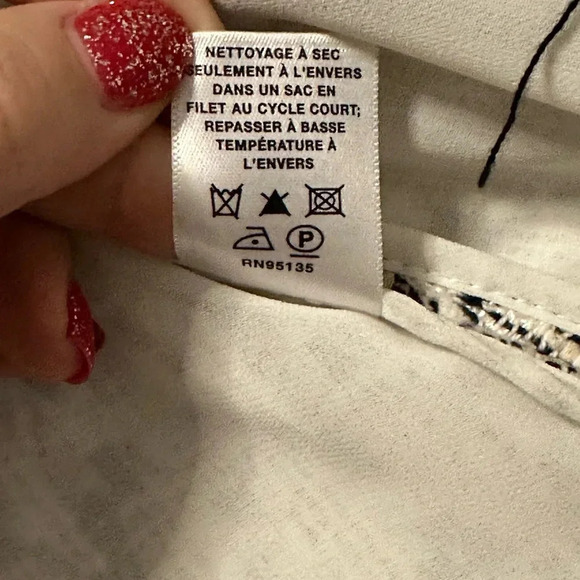 NETTOYAGE À SEC
SEULEMENT À L'ENVERS
DANS UN SAC EN
FILET AU CYCLE COURT;
REPASSER À BASSE
TEMPÉRATURE À
L'ENVERS
P
RN95135